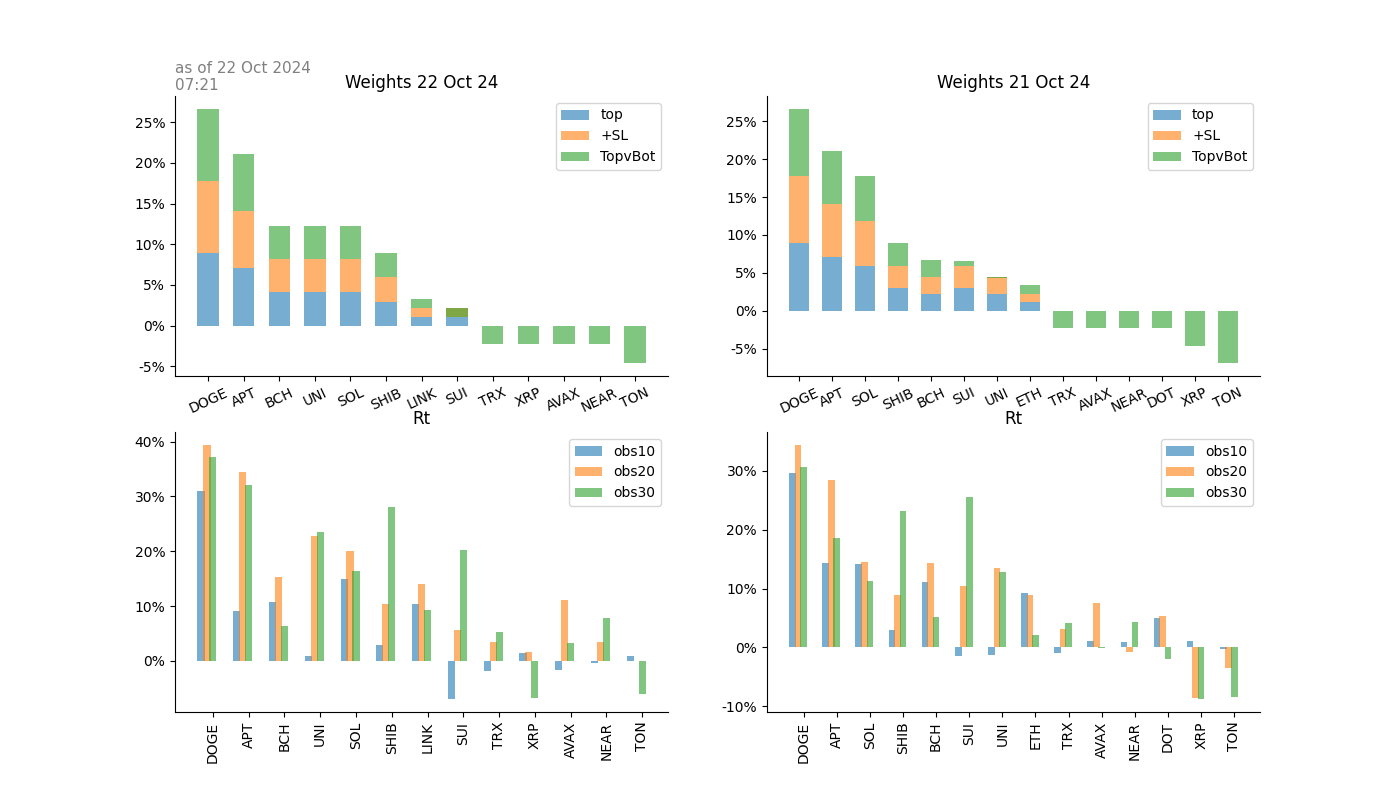 as of 22 Oct 2024
07:21
Weights 22 Oct 24
25%
20%
15%
10%
5%
0%
-5%
top
+SL
TopvBot
DOGE APT BCH UNI SOL SHIB LINK SUI TRX XRP AVAX NEAR TON
Weights 21 Oct 24
25%
20%
15%
10%
5%
0%
-5%
top
+SL
TopvBot
DOGE APT SOL SHIB BCH SUI UNI ETH TRX AVAX NEAR DOT XRP TON
Rt
40%
30%
20%
10%
0%
obs10
obs20
obs30
DOGE APT BCH UNI SOL SHIB LINK SUI TRX XRP AVAX NEAR TON
Rt
30%
20%
10%
0%
-10%
obs10
obs20
obs30
DOGE APT SOL SHIB BCH SUI UNI ETH TRX AVAX NEAR DOT XRP TON